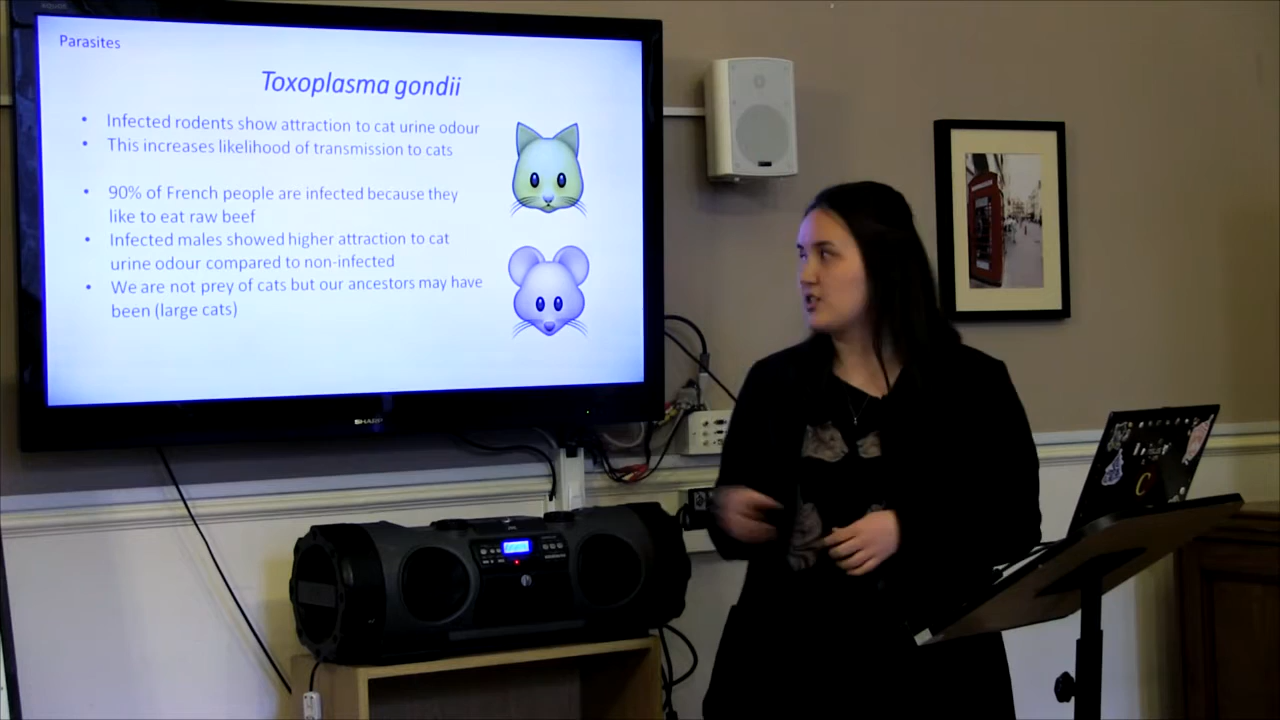 Parasites
Toxoplasma gondii
• Infected rodents show attraction to cat urine odour
• This increases likelihood of transmission to cats
• 90% of French people are infected because they
like to eat raw beef
• Infected males showed higher attraction to cat
urine odour compared to non-infected
• We are not prey of cats but our ancestors may have
been (large cats)
SHARP